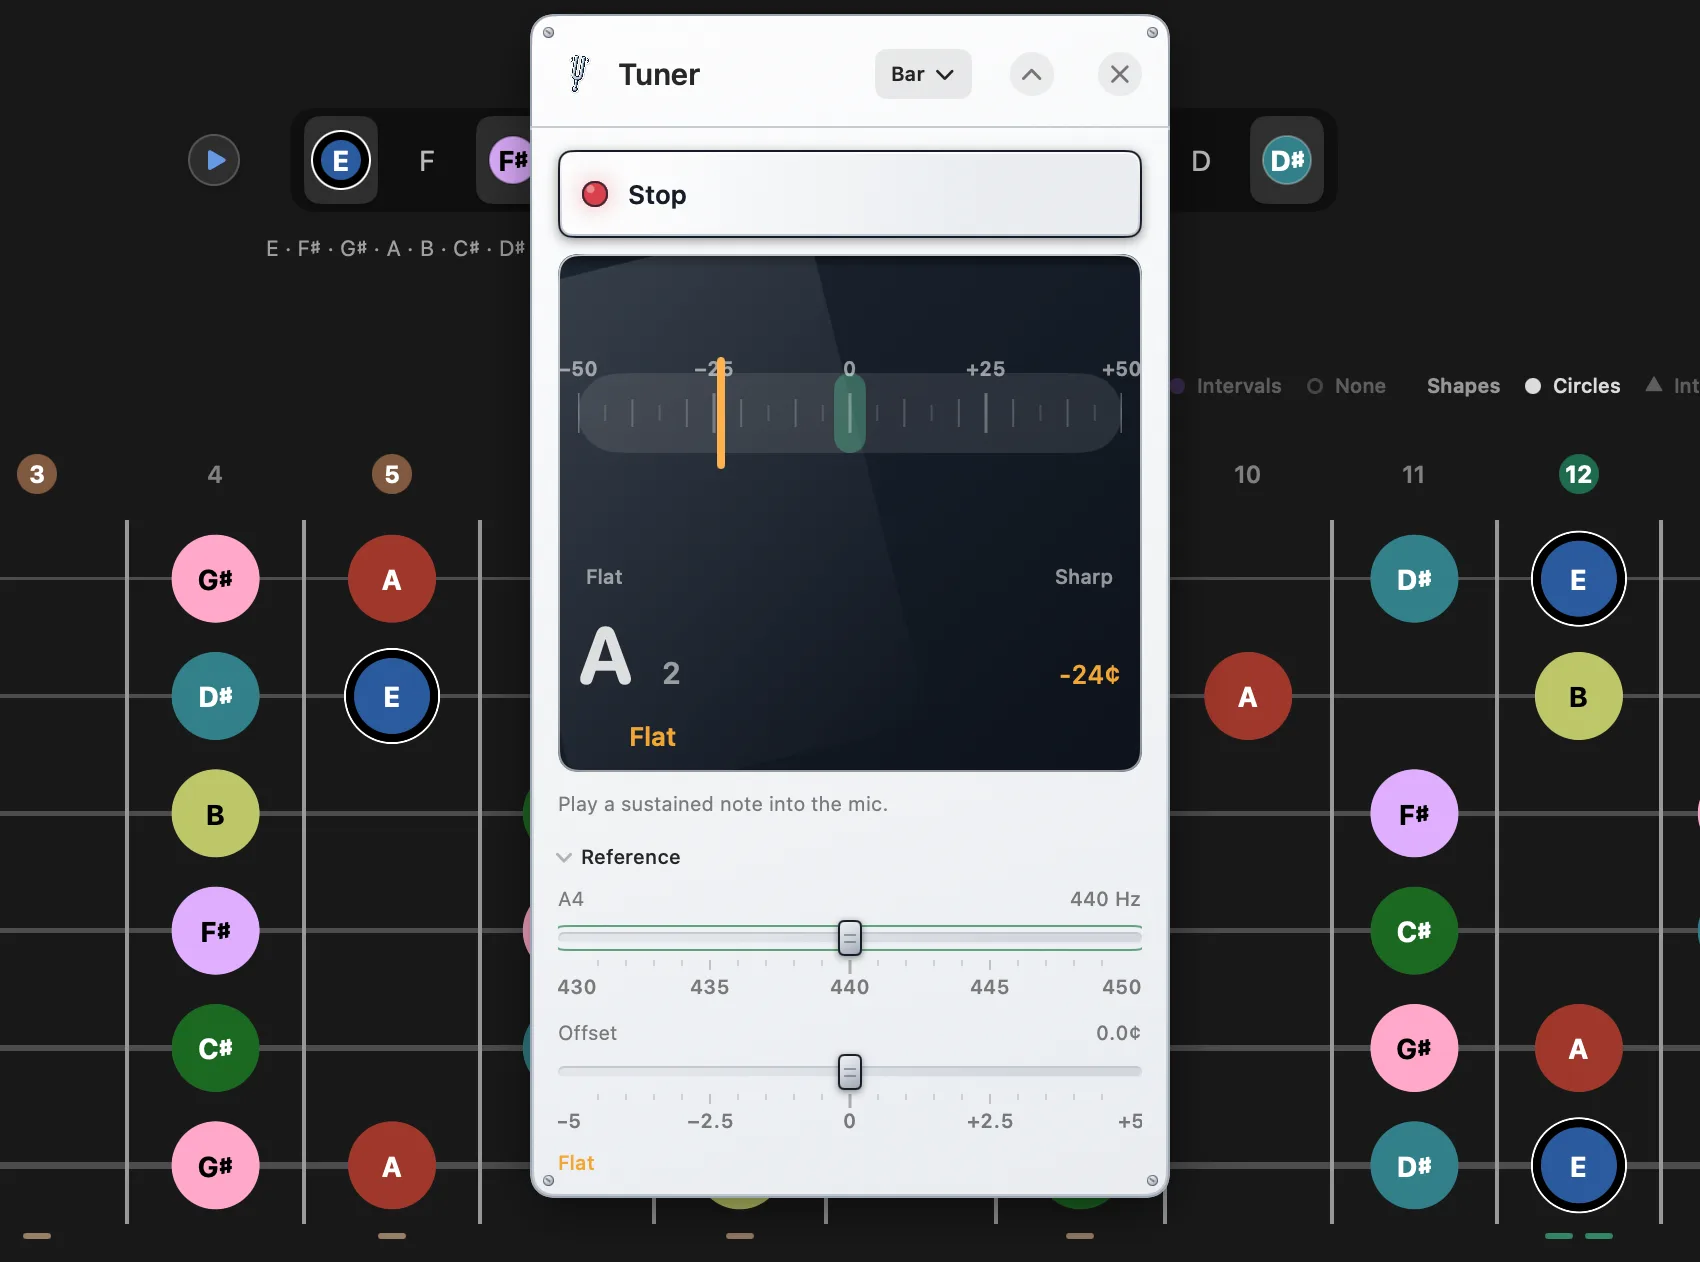 Tuner Bar
E F F# D D#
Stop
E · F# · G# · A · B · C# · D#
−50 −25 0 +25 +50
Intervals None Shapes Circles Int
3 4 5 10 11 12
Flat Sharp
G# A D# E
A 2 -24¢
D# E A B
Flat
Play a sustained note into the mic.
B F#
Reference
A4 440 Hz
F# C#
430 435 440 445 450
Offset 0.0¢
C# G# A
-5 −2.5 0 +2.5 +5
Flat
G# A D# E